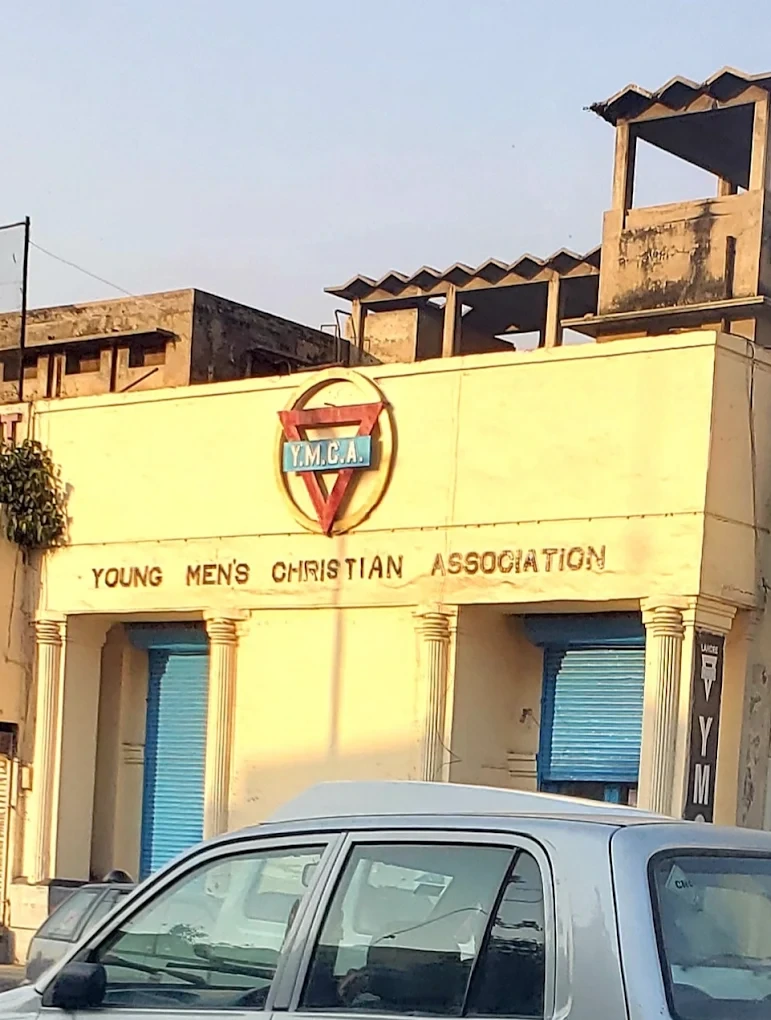 T
Y.M.C.A.
YOUNG MEN'S CHRISTIAN ASSOCIATION
LAHORE
Y
M